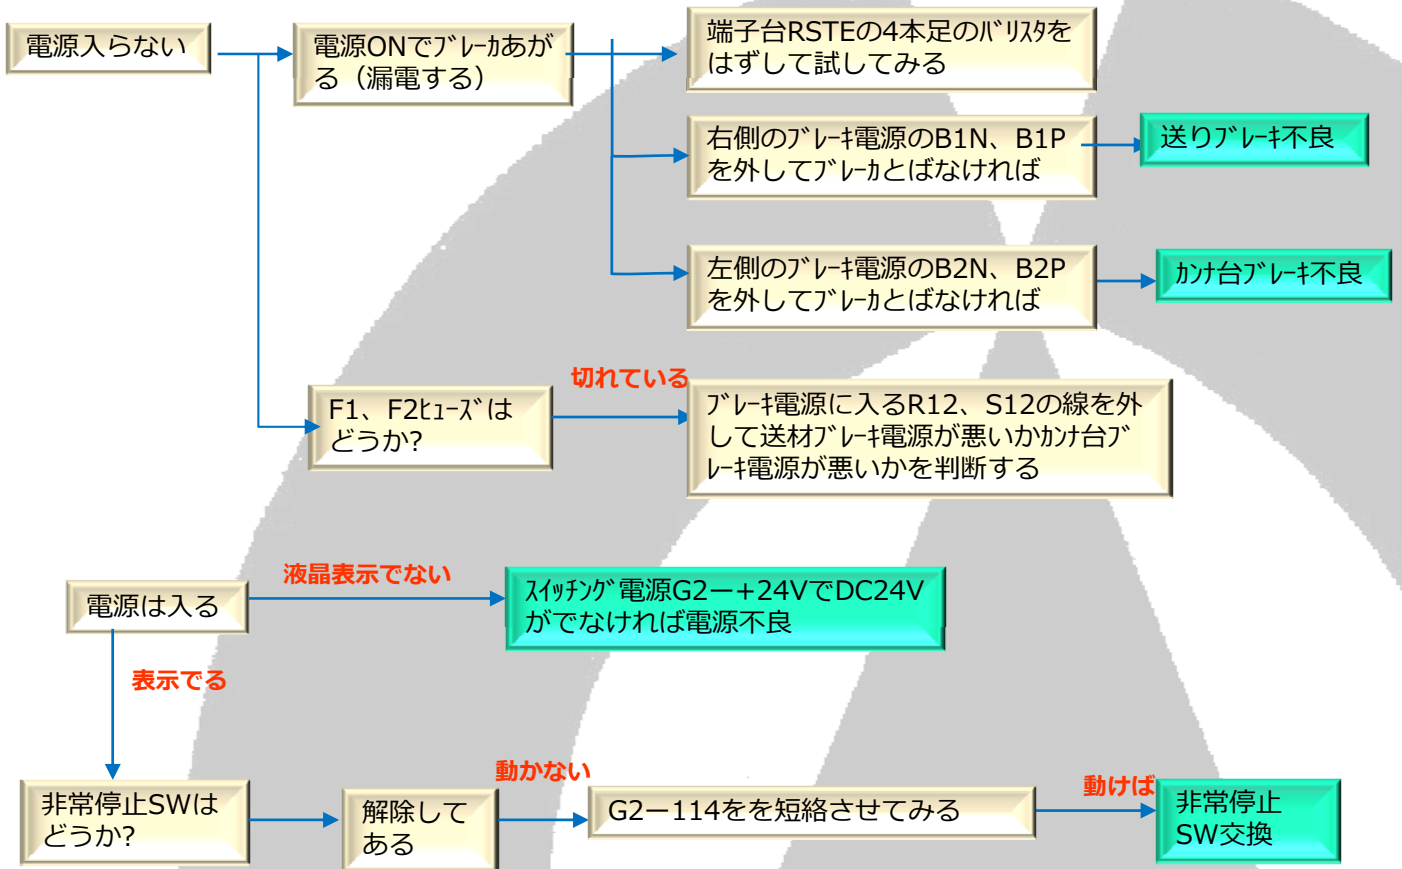 電源入らない
電源ONでﾌﾞﾚｰｶあが
る（漏電する）
端子台RSTEの4本足のﾊﾞﾘｽﾀを
はずして試してみる
右側のﾌﾞﾚｰｷ電源のB1N、B1P
を外してﾌﾞﾚｰｶとばなければ
送りﾌﾞﾚｰｷ不良
左側のﾌﾞﾚｰｷ電源のB2N、B2P
を外してﾌﾞﾚｰｶとばなければ
ｶﾝﾅ台ﾌﾞﾚｰｷ不良
F1、F2ﾋｭｰｽﾞは
どうか?
切れている
ﾌﾞﾚｰｷ電源に入るR12、S12の線を外
して送材ﾌﾞﾚｰｷ電源が悪いかｶﾝﾅ台ﾌﾞ
ﾚｰｷ電源が悪いかを判断する
電源は入る
液晶表示でない
ｽｲｯﾁﾝｸﾞ電源G2ー+24VでDC24V
がでなければ電源不良
表示でる
非常停止SWは
どうか?
解除して
ある
動かない
G2ー114をを短絡させてみる
動けば
非常停止
SW交換